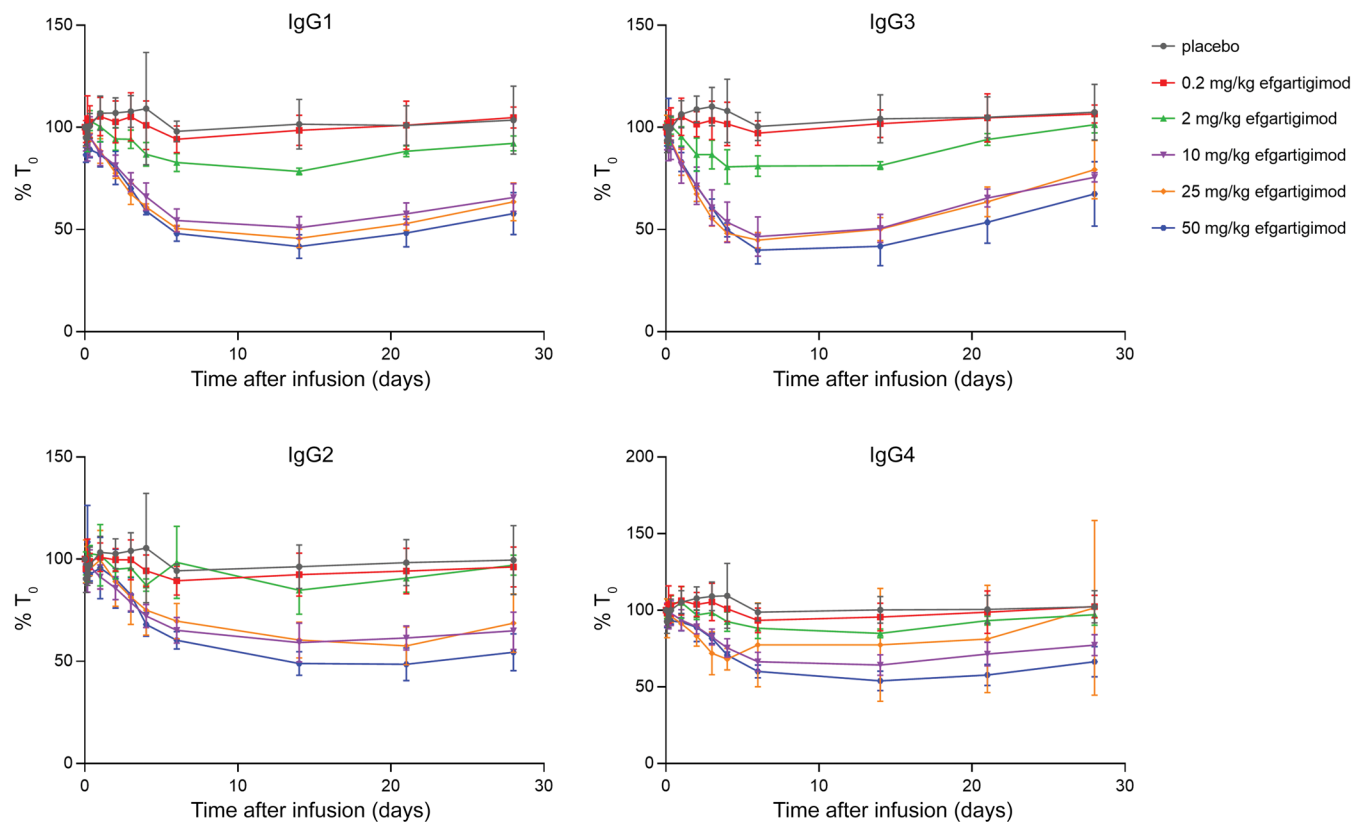 IgG1
150
100
50
0
% T0
0 10 20 30
Time after infusion (days)
IgG3
150
100
50
0
% T0
0 10 20 30
Time after infusion (days)
placebo
0.2 mg/kg efgartigimod
2 mg/kg efgartigimod
10 mg/kg efgartigimod
25 mg/kg efgartigimod
50 mg/kg efgartigimod
IgG2
150
100
50
0
% T0
0 10 20 30
Time after infusion (days)
IgG4
200
150
100
50
0
% T0
0 10 20 30
Time after infusion (days)